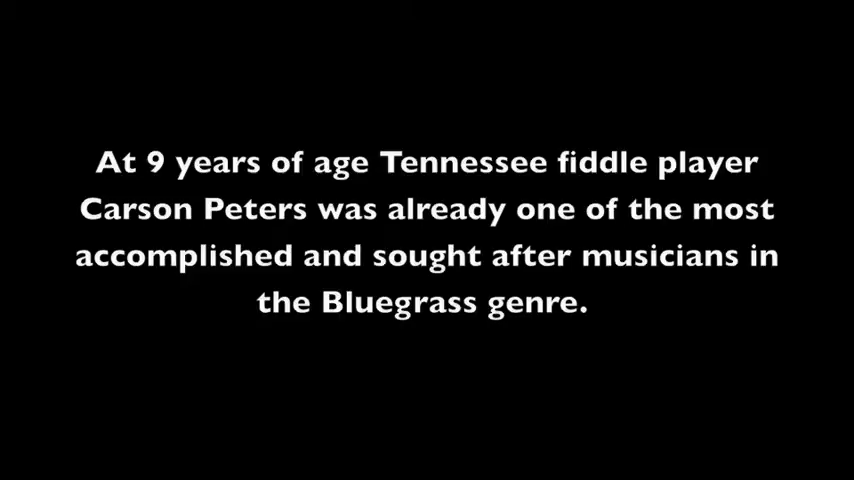 At 9 years of age Tennessee fiddle player
Carson Peters was already one of the most
accomplished and sought after musicians in
the Bluegrass genre.